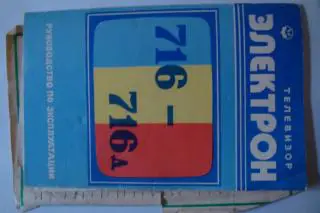 ТЕЛЕВИЗОР
ЭЛЕКТРОН
716 –
716д
РУКОВОДСТВО ПО ЭКСПЛУАТАЦИИ